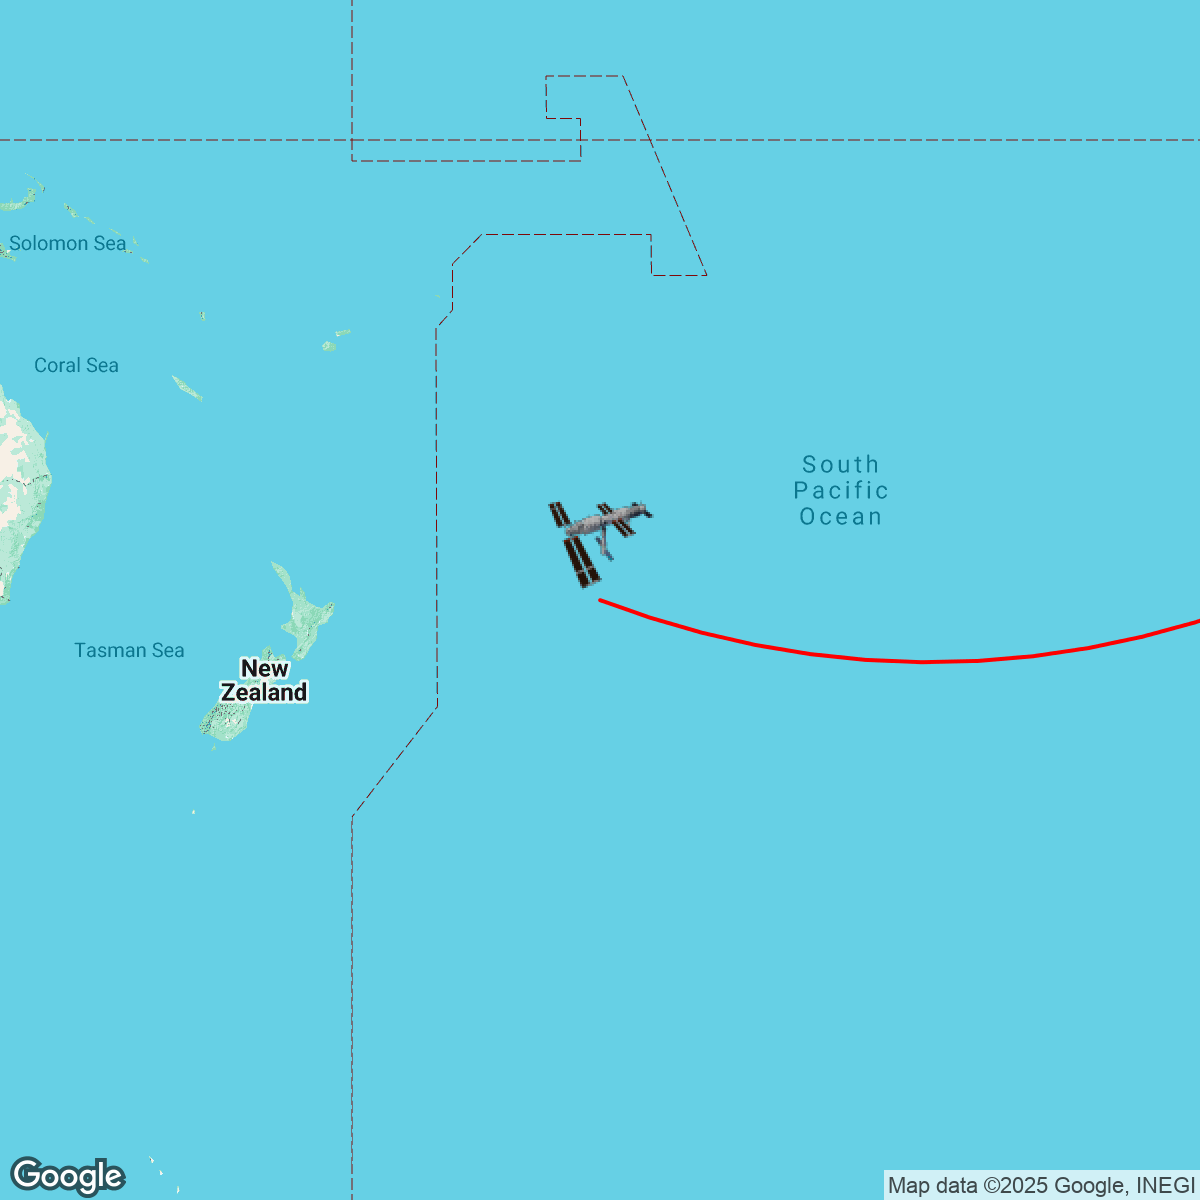 Solomon Sea
Coral Sea
South
Pacific
Ocean
Tasman Sea
New
Zealand
Google
Map data ©2025 Google, INEGI